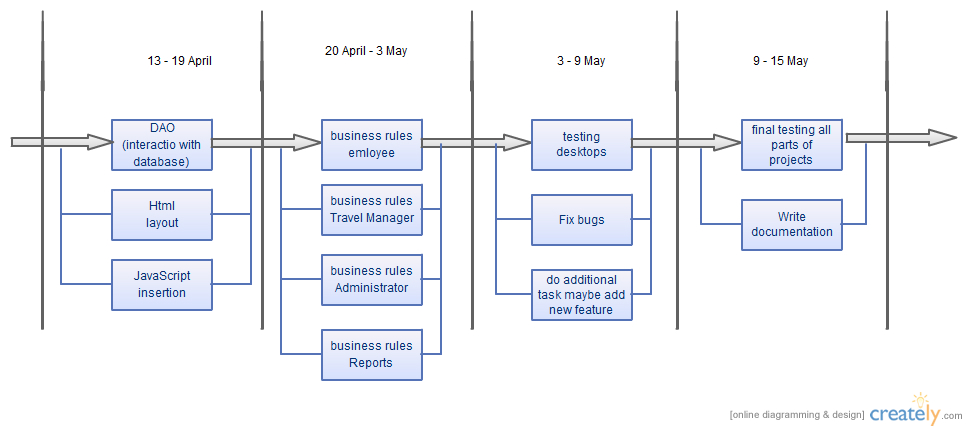 13 - 19 April
20 April - 3 May
3 - 9 May
9 - 15 May
DAO
(interactio with
database)
Html
layout
JavaScript
insertion
business rules
emloyee
business rules
Travel Manager
business rules
Administrator
business rules
Reports
testing
desktops
Fix bugs
do additional
task maybe add
new feature
final testing all
parts of
projects
Write
documentation
[online diagramming & design] creately.com